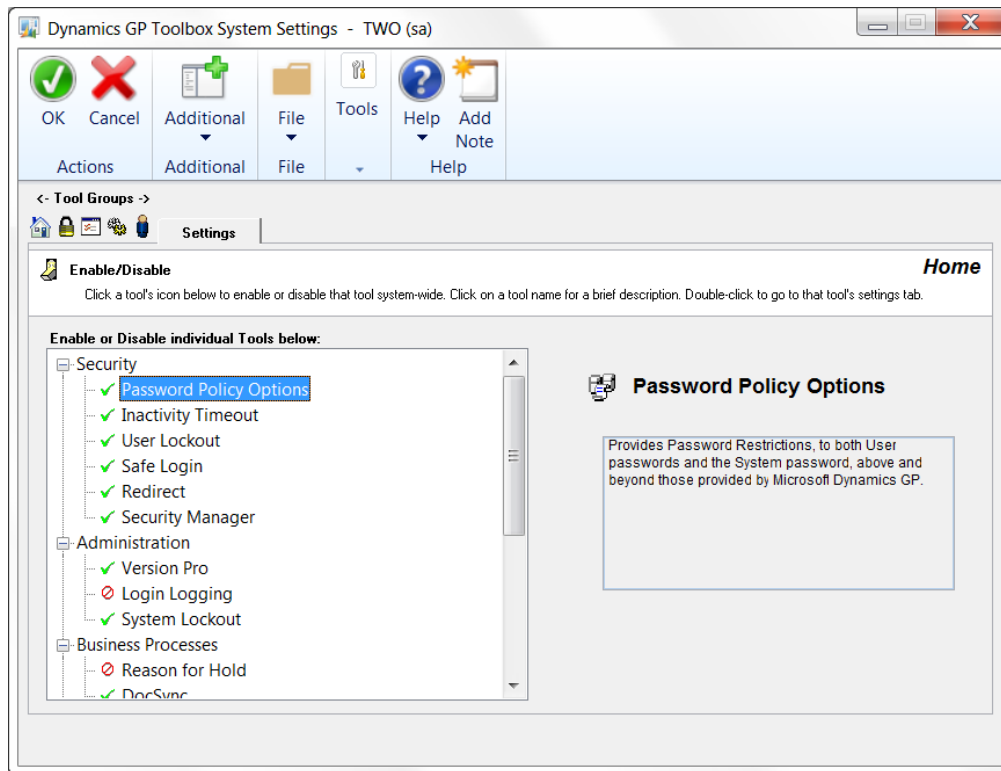 Dynamics GP Toolbox System Settings - TWO (sa)
OK Cancel Additional File Tools Help Add Note
Actions Additional File Help
<- Tool Groups ->
Settings
Enable/Disable
Home
Click a tool's icon below to enable or disable that tool system-wide. Click on a tool name for a brief description. Double-click to go to that tool's settings tab.
Enable or Disable individual Tools below:
Security
Password Policy Options
Inactivity Timeout
User Lockout
Safe Login
Redirect
Security Manager
Administration
Version Pro
Login Logging
System Lockout
Business Processes
Reason for Hold
DocSync
Password Policy Options
Provides Password Restrictions, to both User
passwords and the System password, above and
beyond those provided by Microsoft Dynamics GP.